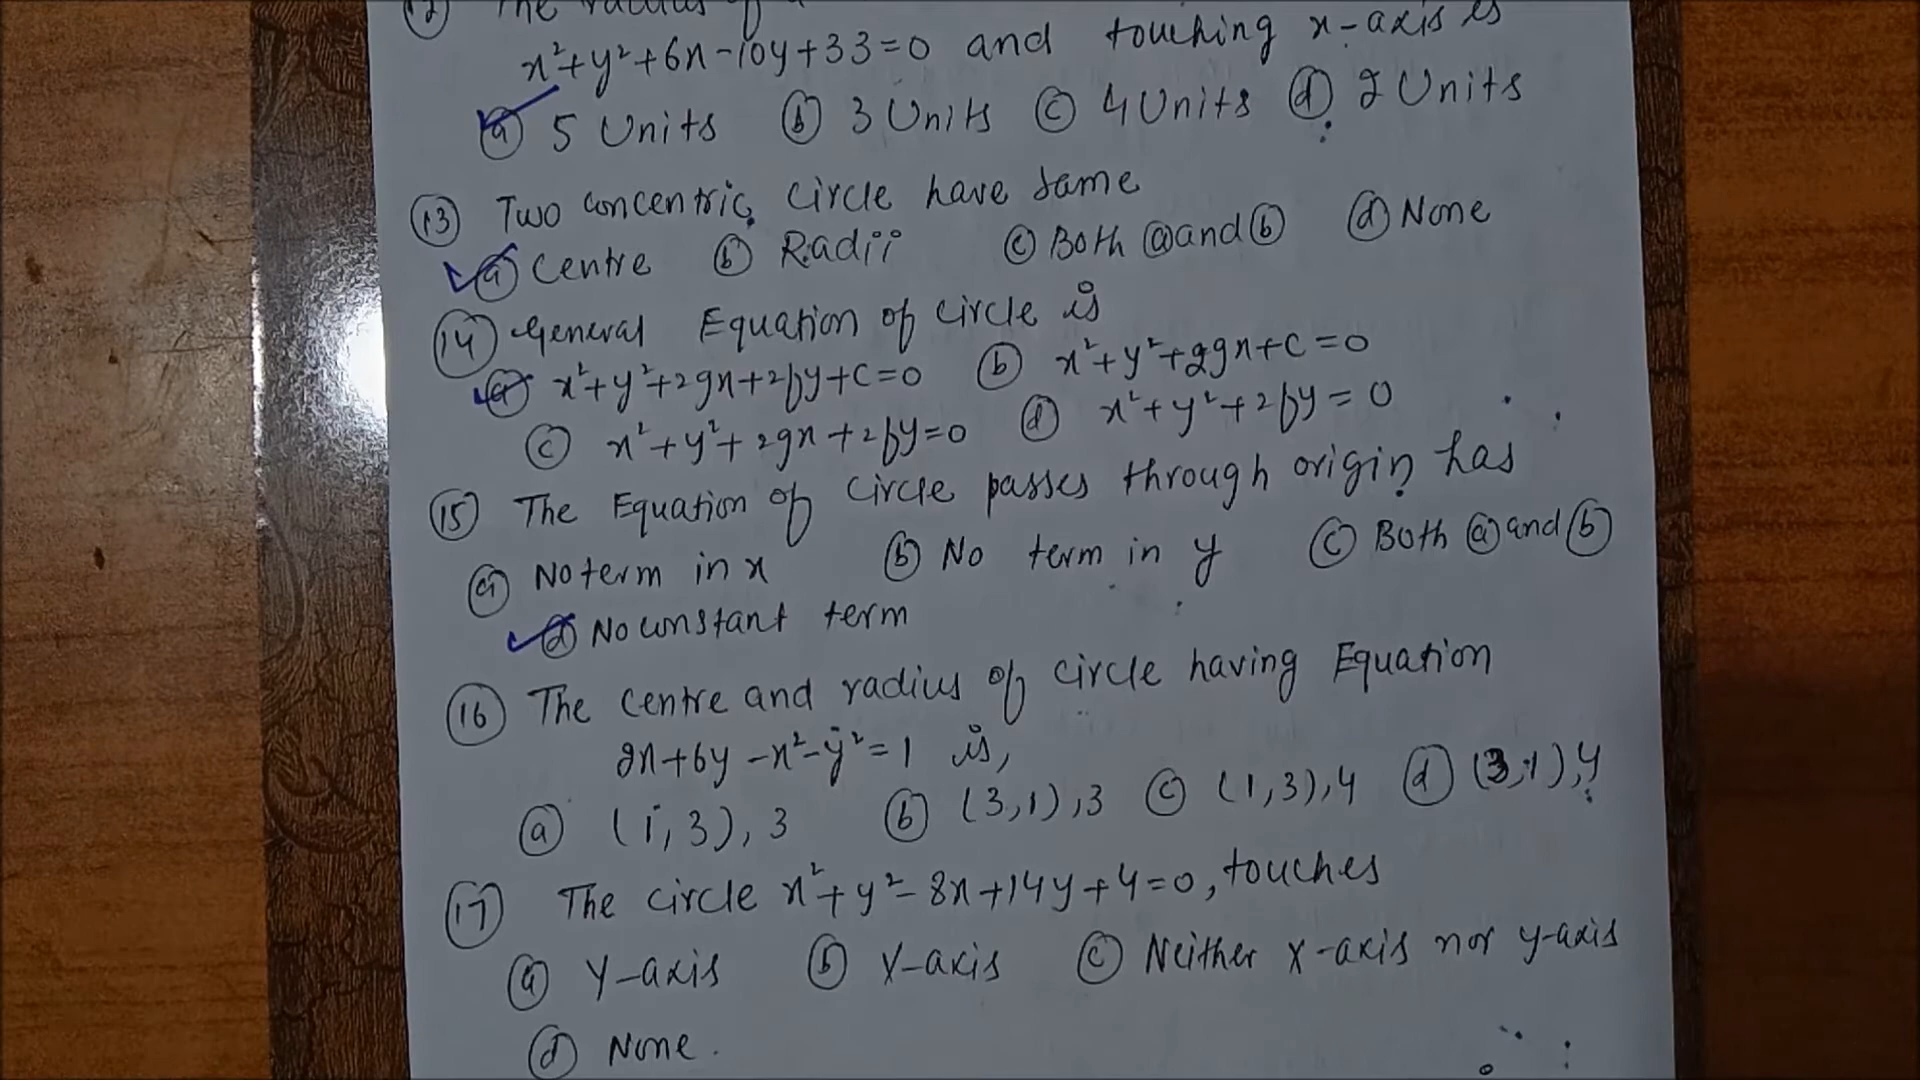 12) The radius of a
x²+y²+6x-10y+33=0 and touching x-axis is
(a) 5 Units (b) 3 Units (c) 4 Units (d) 2 Units
(13) Two concentric circle have same
(a) Centre (b) Radii (c) Both (a) and (b) (d) None
(14) General Equation of circle is
(a) x²+y²+2gx+2fy+c=0 (b) x²+y²+2gx+c=0
(c) x²+y²+2gx+2fy=0 (d) x²+y²+2fy=0
(15) The Equation of circle passes through origin has
(a) No term in x (b) No term in y (c) Both (a) and (b)
(d) No constant term
(16) The centre and radius of circle having Equation
2x+6y-x²-y²=1 is,
(a) (1,3),3 (b) (3,1),3 (c) (1,3),4 (d) (3,1),4
(17) The circle x²+y²-8x+14y+4=0, touches
(a) Y-axis (b) X-axis (c) Neither x-axis nor y-axis
(d) None.